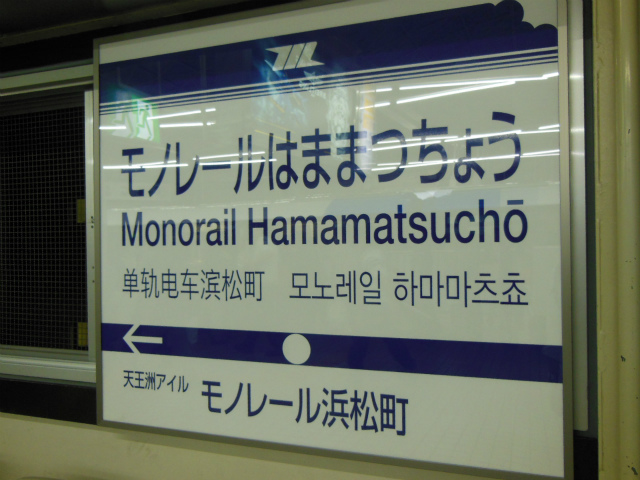 モノレールはままつちょう
Monorail Hamamatsuchō
单轨电车滨松町 모노레일 하마마츠쵸
天王洲アイル モノレール浜松町